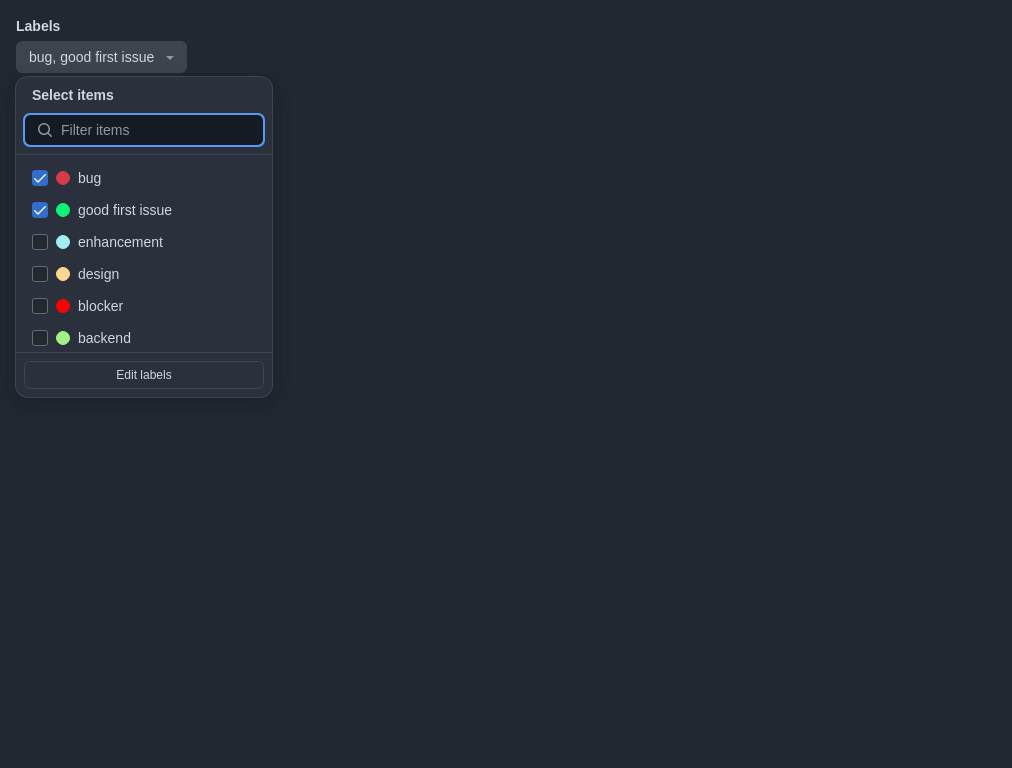 Labels
bug, good first issue
Select items
Filter items
bug
good first issue
enhancement
design
blocker
backend
Edit labels